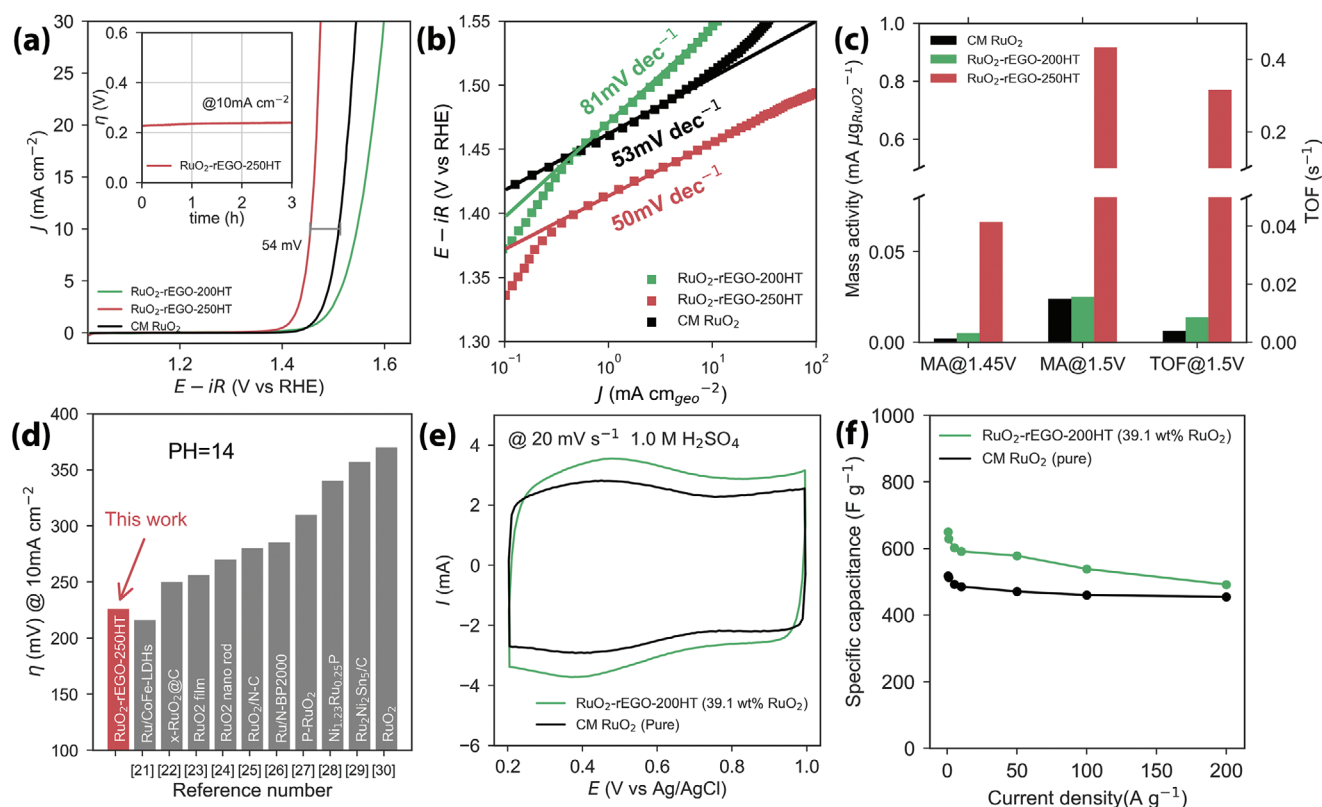 (a)
30
25
20
15
10
5
0
J (mA cm⁻²)
0.6
0.4
0.2
0.0
η (V)
@10mA cm⁻²
RuO₂-rEGO-250HT
0
1
2
3
time (h)
54 mV
RuO₂-rEGO-200HT
RuO₂-rEGO-250HT
CM RuO₂
1.2
1.4
1.6
E − iR (V vs RHE)
(b)
1.55
1.50
1.45
1.40
1.35
1.30
E − iR (V vs RHE)
81mV dec⁻¹
53mV dec⁻¹
50mV dec⁻¹
RuO₂-rEGO-200HT
RuO₂-rEGO-250HT
CM RuO₂
10⁻¹
10⁰
10¹
10²
J (mA cm_geo⁻²)
(c)
1.0
0.8
0.6
0.05
0.00
Mass activity (mA μg_RuO2⁻¹)
CM RuO₂
RuO₂-rEGO-200HT
RuO₂-rEGO-250HT
0.4
0.2
0.04
0.02
0.00
TOF (s⁻¹)
MA@1.45V
MA@1.5V
TOF@1.5V
(d)
400
350
300
250
200
150
100
η (mV) @ 10mA cm⁻²
PH=14
This work
RuO₂-rEGO-250HT
Ru/CoFe-LDHs
x-RuO₂@C
RuO2 film
RuO2 nano rod
RuO₂/N-C
Ru/N-BP2000
P-RuO₂
Ni₁.₂₃Ru₀.₂₅P
Ru₂Ni₂Sn₅/C
RuO₂
[21] [22] [23] [24] [25] [26] [27] [28] [29] [30]
Reference number
(e)
@ 20 mV s⁻¹ 1.0 M H₂SO₄
6
4
2
0
−2
−4
−6
I (mA)
RuO₂-rEGO-200HT (39.1 wt% RuO₂)
CM RuO₂ (Pure)
0.2
0.4
0.6
0.8
1.0
E (V vs Ag/AgCl)
(f)
1000
800
600
400
200
0
Specific capacitance (F g⁻¹)
RuO₂-rEGO-200HT (39.1 wt% RuO₂)
CM RuO₂ (pure)
0
50
100
150
200
Current density(A g⁻¹)